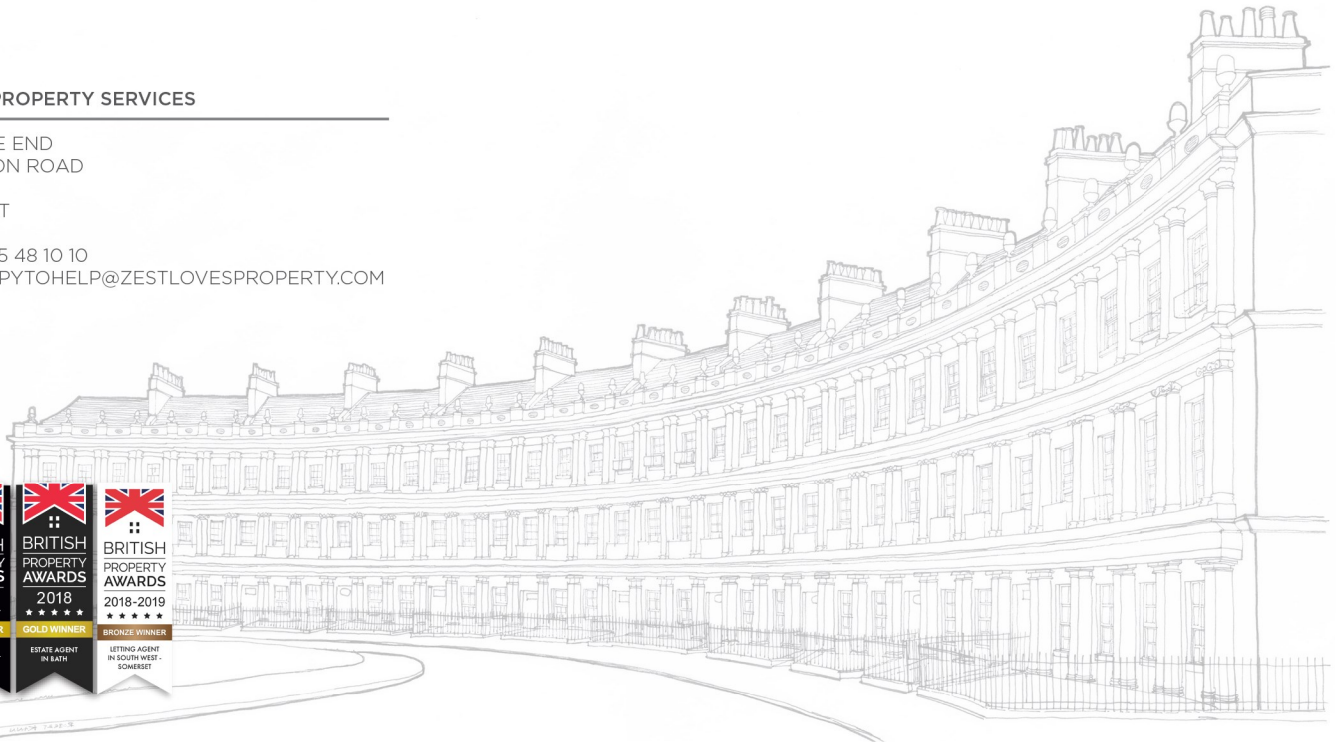 PROPERTY SERVICES
E END
ON ROAD
T
5 48 10 10
PYTOHELP@ZESTLOVESPROPERTY.COM
H
Y
S
R
BRITISH
PROPERTY
AWARDS
2018
GOLD WINNER
ESTATE AGENT
IN BATH
BRITISH
PROPERTY
AWARDS
2018-2019
BRONZE WINNER
LETTING AGENT
IN SOUTH WEST -
SOMERSET